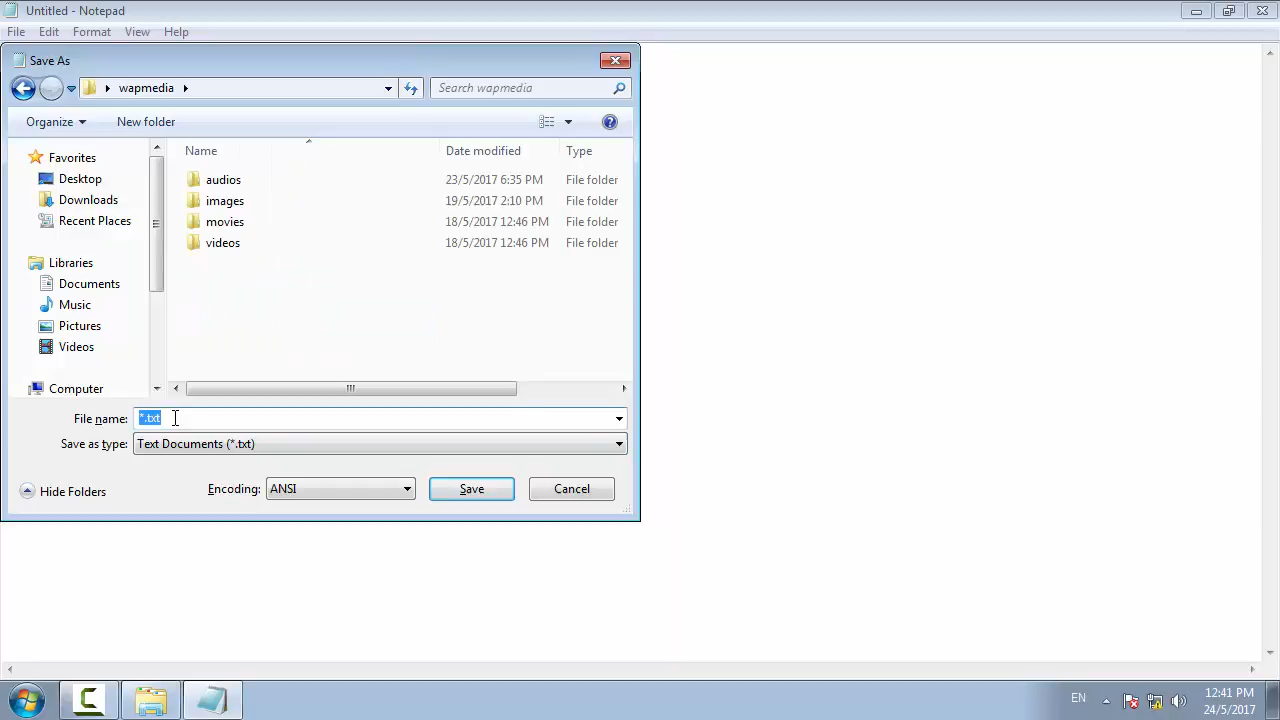 Untitled - Notepad
File Edit Format View Help
Save As
wapmedia
Search wapmedia
Organize New folder
Name Date modified Type
Favorites
Desktop
Downloads
Recent Places
Libraries
Documents
Music
Pictures
Videos
Computer
audios 23/5/2017 6:35 PM File folder
images 19/5/2017 2:10 PM File folder
movies 18/5/2017 12:46 PM File folder
videos 18/5/2017 12:46 PM File folder
File name: *.txt
Save as type: Text Documents (*.txt)
Hide Folders Encoding: ANSI Save Cancel
EN
12:41 PM
24/5/2017